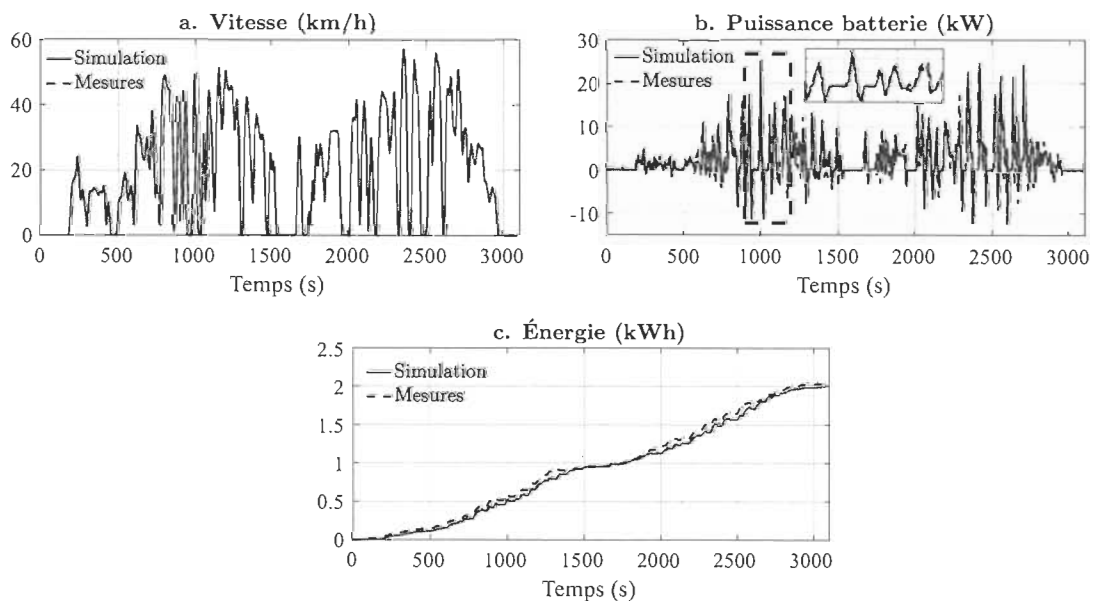 a. Vitesse (km/h)
60
40
20
0
Simulation
Mesures
0 500 1000 1500 2000 2500 3000
Temps (s)
b. Puissance batterie (kW)
30
20
10
0
-10
Simulation
Mesures
0 500 1000 1500 2000 2500 3000
Temps (s)
c. Énergie (kWh)
2.5
2
1.5
1
0.5
0
Simulation
Mesures
0 500 1000 1500 2000 2500 3000
Temps (s)